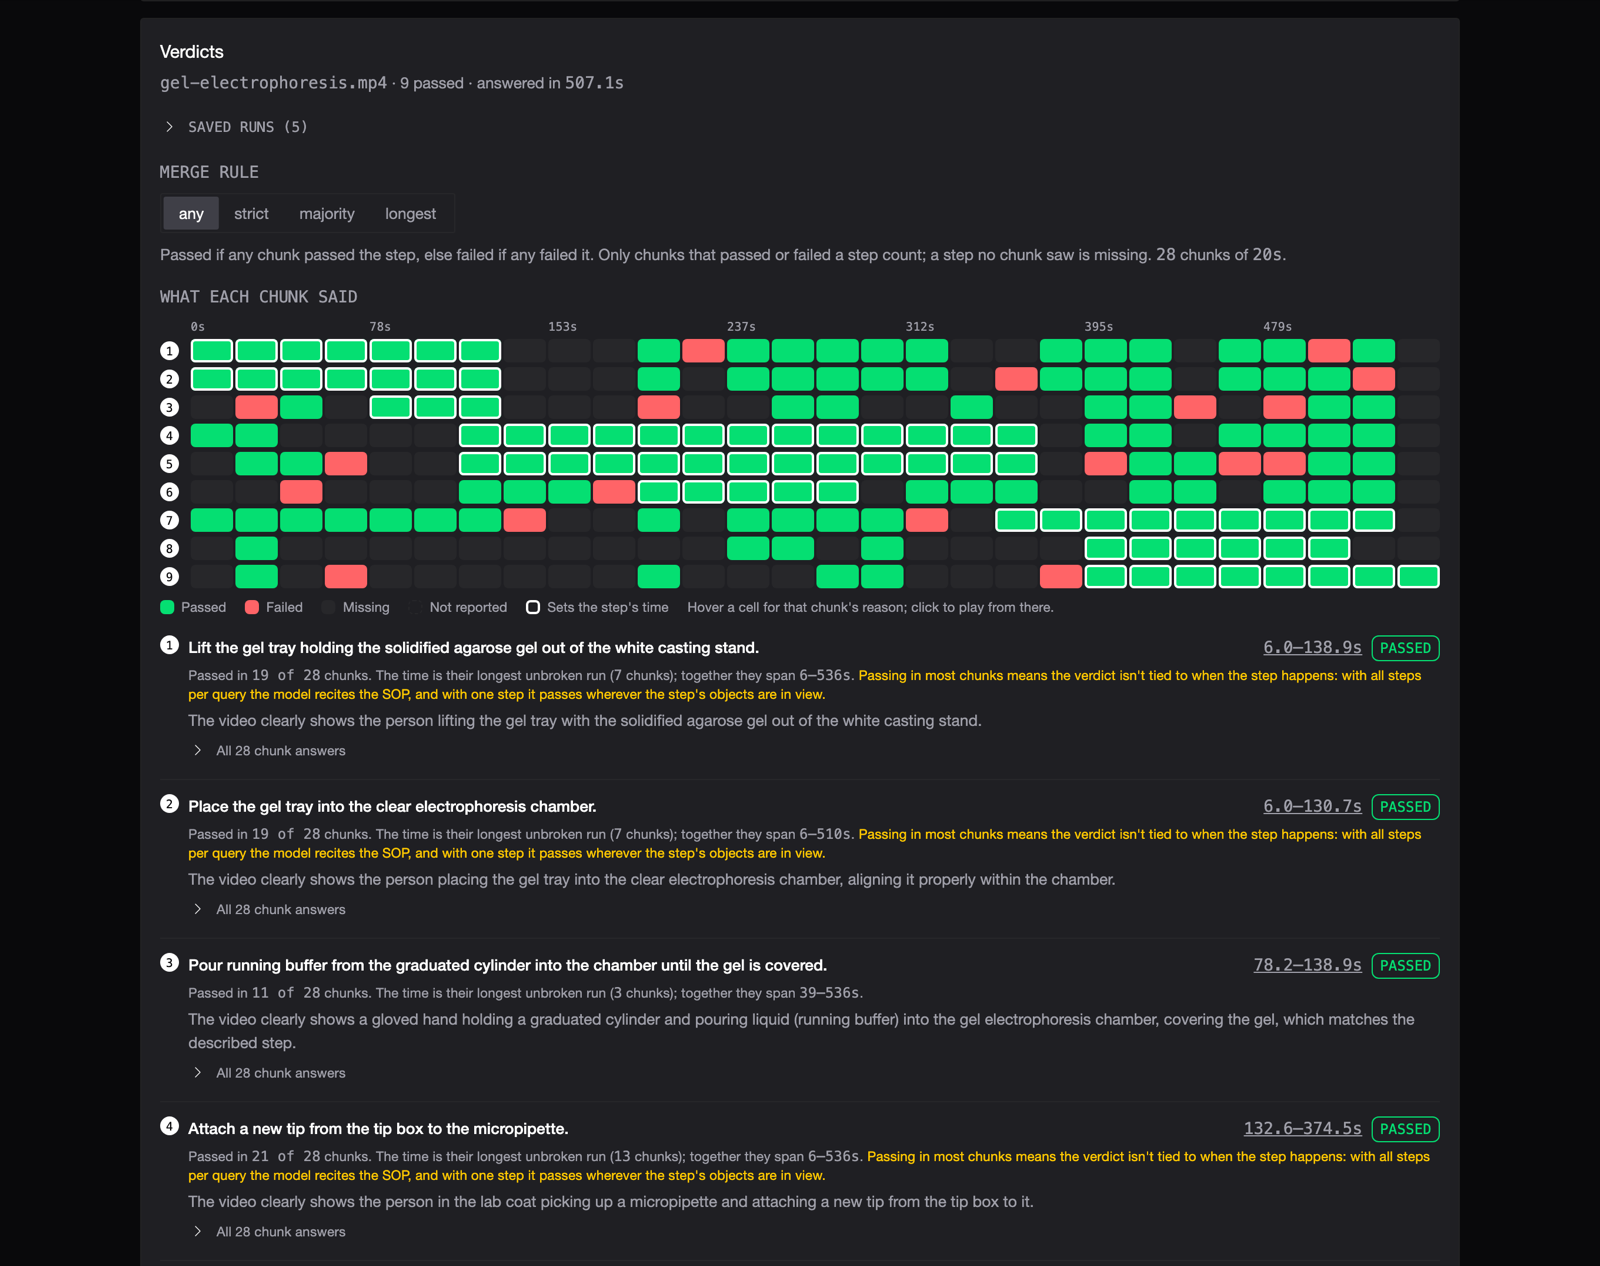 Verdicts
gel-electrophoresis.mp4 · 9 passed · answered in 507.1s
SAVED RUNS (5)
MERGE RULE
any strict majority longest
Passed if any chunk passed the step, else failed if any failed it. Only chunks that passed or failed a step count; a step no chunk saw is missing. 28 chunks of 20s.
WHAT EACH CHUNK SAID
0s 78s 153s 237s 312s 395s 479s
1
2
3
4
5
6
7
8
9
Passed Failed Missing Not reported Sets the step's time Hover a cell for that chunk's reason; click to play from there.
1 Lift the gel tray holding the solidified agarose gel out of the white casting stand. 6.0–138.9s PASSED
Passed in 19 of 28 chunks. The time is their longest unbroken run (7 chunks); together they span 6–536s. Passing in most chunks means the verdict isn't tied to when the step happens: with all steps
per query the model recites the SOP, and with one step it passes wherever the step's objects are in view.
The video clearly shows the person lifting the gel tray with the solidified agarose gel out of the white casting stand.
All 28 chunk answers
2 Place the gel tray into the clear electrophoresis chamber. 6.0–130.7s PASSED
Passed in 19 of 28 chunks. The time is their longest unbroken run (7 chunks); together they span 6–510s. Passing in most chunks means the verdict isn't tied to when the step happens: with all steps
per query the model recites the SOP, and with one step it passes wherever the step's objects are in view.
The video clearly shows the person placing the gel tray into the clear electrophoresis chamber, aligning it properly within the chamber.
All 28 chunk answers
3 Pour running buffer from the graduated cylinder into the chamber until the gel is covered. 78.2–138.9s PASSED
Passed in 11 of 28 chunks. The time is their longest unbroken run (3 chunks); together they span 39–536s.
The video clearly shows a gloved hand holding a graduated cylinder and pouring liquid (running buffer) into the gel electrophoresis chamber, covering the gel, which matches the
described step.
All 28 chunk answers
4 Attach a new tip from the tip box to the micropipette. 132.6–374.5s PASSED
Passed in 21 of 28 chunks. The time is their longest unbroken run (13 chunks); together they span 6–536s. Passing in most chunks means the verdict isn't tied to when the step happens: with all steps
per query the model recites the SOP, and with one step it passes wherever the step's objects are in view.
The video clearly shows the person in the lab coat picking up a micropipette and attaching a new tip from the tip box to it.
All 28 chunk answers